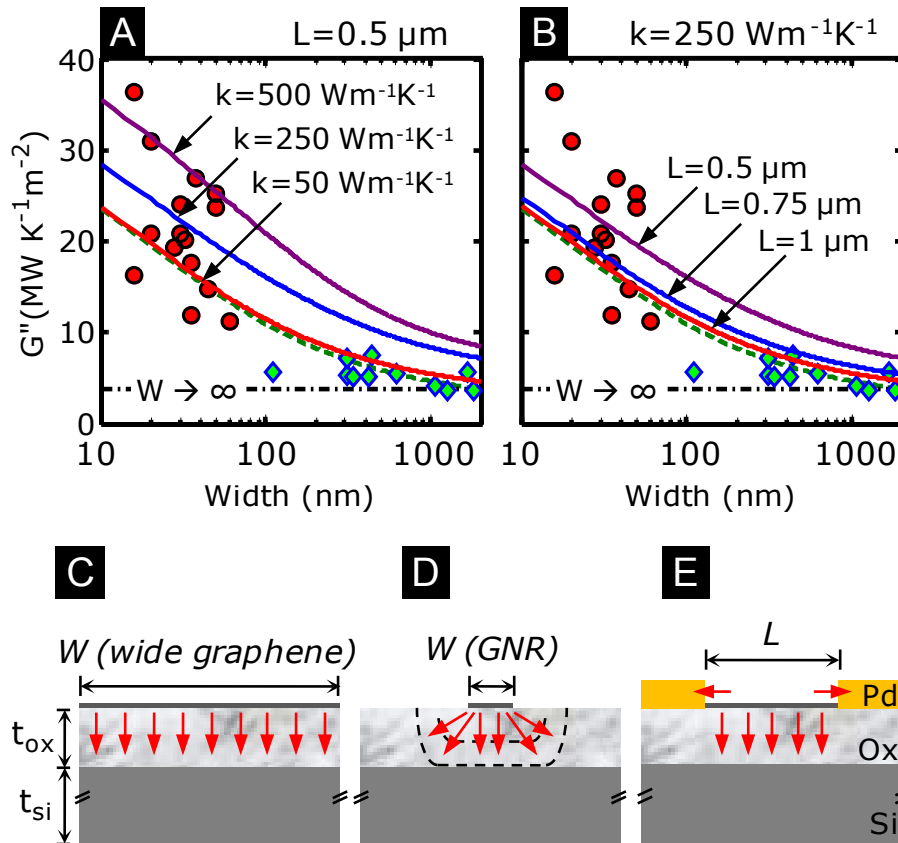 A
L=0.5 μm
G"(MW K⁻¹m⁻²)
40
30
20
10
0
k=500 Wm⁻¹K⁻¹
k=250 Wm⁻¹K⁻¹
k=50 Wm⁻¹K⁻¹
W → ∞
10 100 1000
Width (nm)
B
k=250 Wm⁻¹K⁻¹
L=0.5 μm
L=0.75 μm
L=1 μm
W → ∞
10 100 1000
Width (nm)
C
W (wide graphene)
tox
tsi
D
W (GNR)
E
L
Pd
Ox
Si